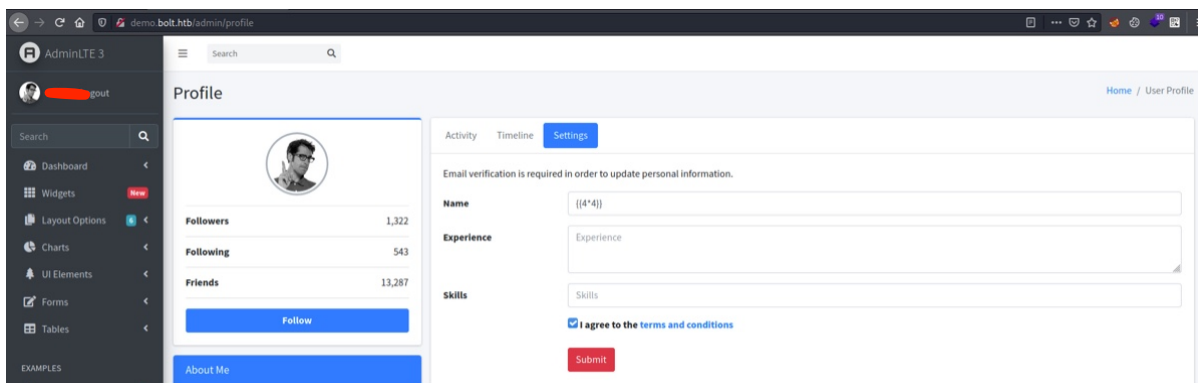 demo.bolt.htb/admin/profile
10
AdminLTE 3
Search
gout
Profile
Home / User Profile
Search
Activity Timeline Settings
Dashboard
Email verification is required in order to update personal information.
Widgets New
Name {{4*4}}
Layout Options 6
Followers 1,322
Experience Experience
Charts
Following 543
UI Elements
Friends 13,287
Skills Skills
Forms
Follow
I agree to the terms and conditions
Tables
Submit
EXAMPLES
About Me